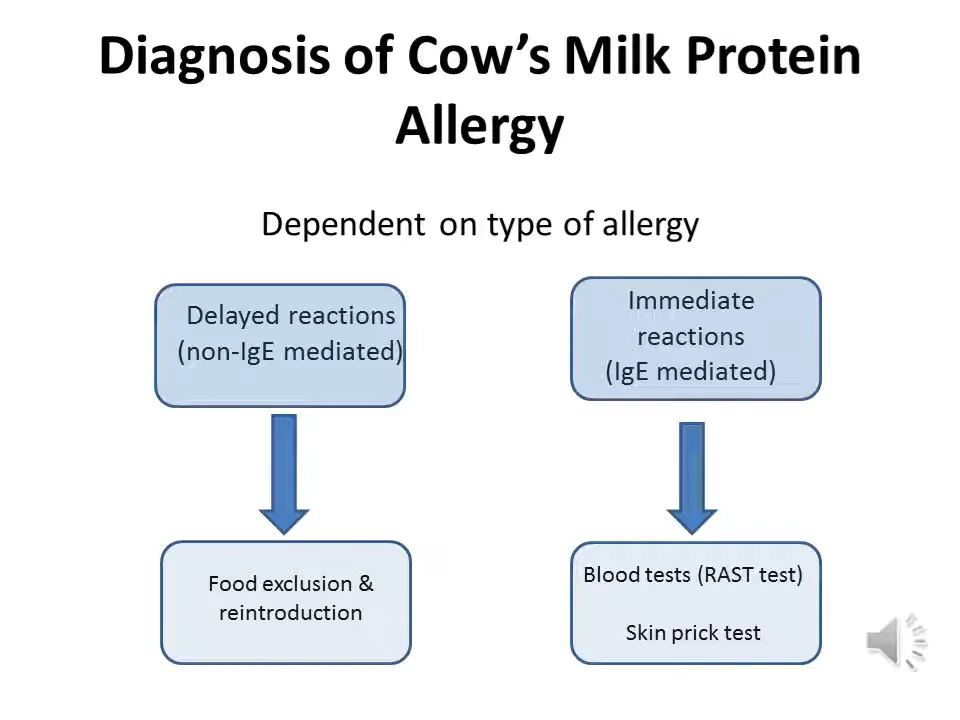 Diagnosis of Cow’s Milk Protein
Allergy
Dependent on type of allergy
Delayed reactions
(non-IgE mediated)
Immediate
reactions
(IgE mediated)
Food exclusion &
reintroduction
Blood tests (RAST test)
Skin prick test